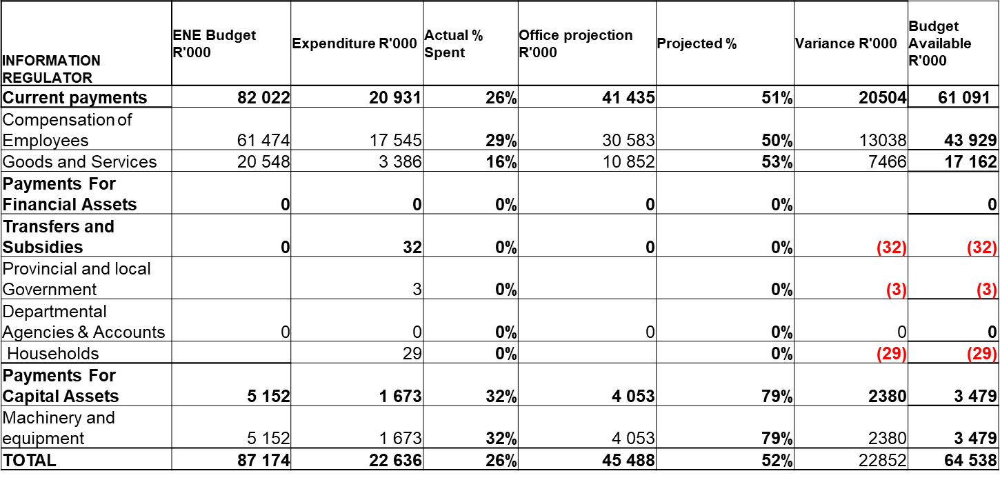 INFORMATION REGULATOR ENE Budget R'000 Expenditure R'000 Actual % Spent Office projection R'000 Projected % Variance R'000 Budget Available R'000
Current payments 82 022 20 931 26% 41 435 51% 20504 61 091
Compensation of Employees 61 474 17 545 29% 30 583 50% 13038 43 929
Goods and Services 20 548 3 386 16% 10 852 53% 7466 17 162
Payments For Financial Assets 0 0 0% 0 0% 0
Transfers and Subsidies 0 32 0% 0 0% (32) (32)
Provincial and local Government 3 0% 0% (3) (3)
Departmental Agencies & Accounts 0 0 0% 0 0% 0 0
Households 29 0% 0% (29) (29)
Payments For Capital Assets 5 152 1 673 32% 4 053 79% 2380 3 479
Machinery and equipment 5 152 1 673 32% 4 053 79% 2380 3 479
TOTAL 87 174 22 636 26% 45 488 52% 22852 64 538